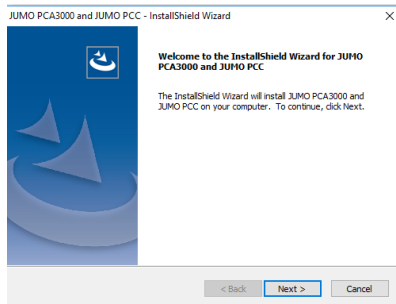 JUMO PCA3000 and JUMO PCC - InstallShield Wizard
Welcome to the InstallShield Wizard for JUMO
PCA3000 and JUMO PCC
The InstallShield Wizard will install JUMO PCA3000 and
JUMO PCC on your computer. To continue, click Next.
< Back Next > Cancel